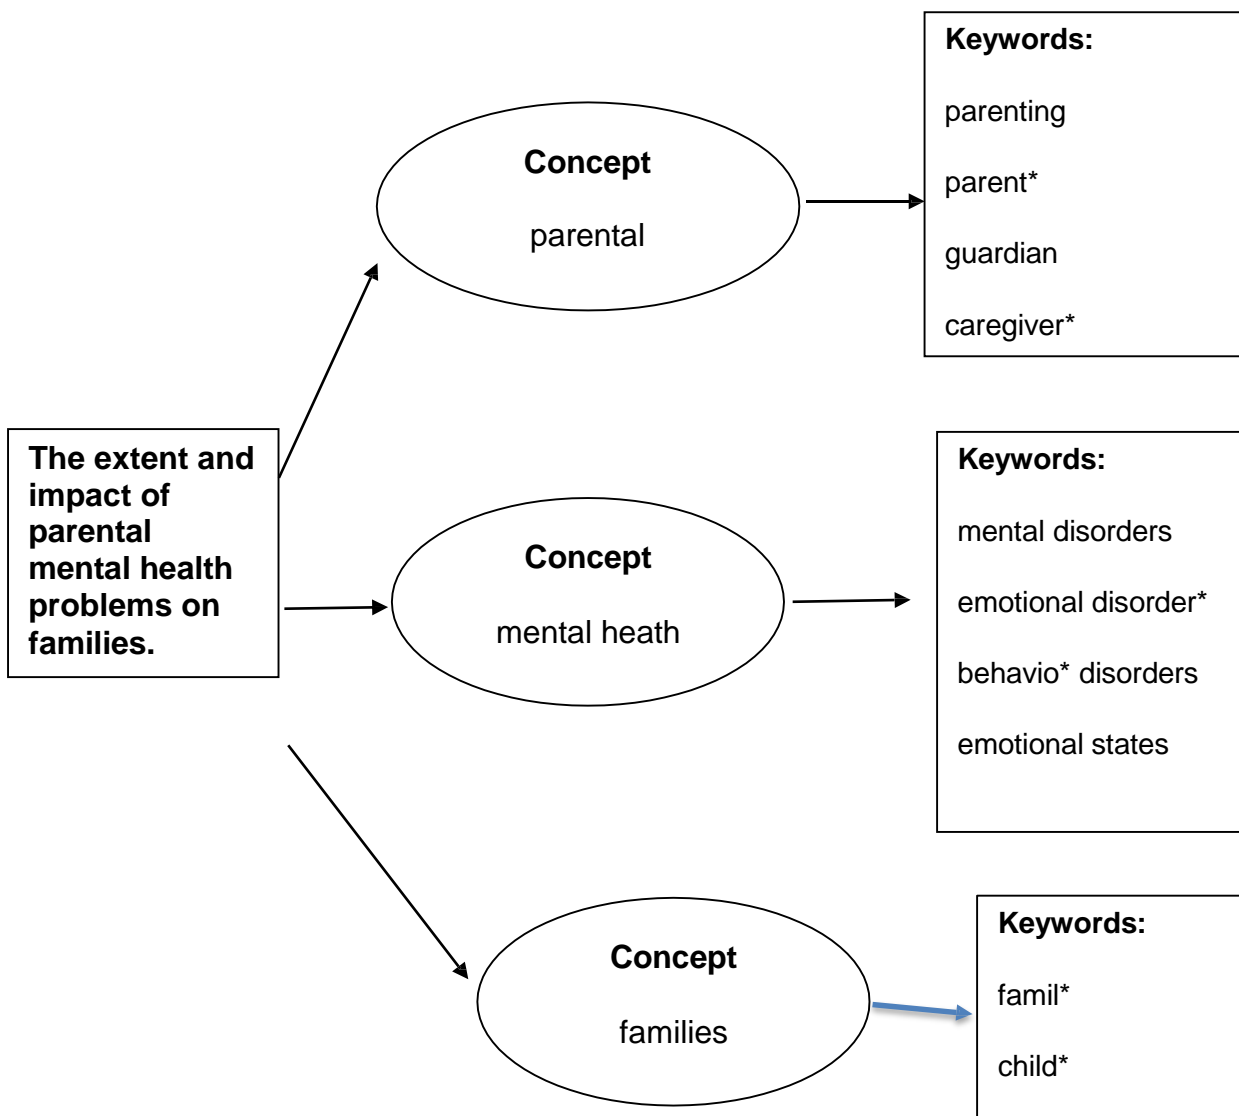 The extent and
impact of
parental
mental health
problems on
families.
Concept
parental
Keywords:
parenting
parent*
guardian
caregiver*
Concept
mental heath
Keywords:
mental disorders
emotional disorder*
behavio* disorders
emotional states
Concept
families
Keywords:
famil*
child*